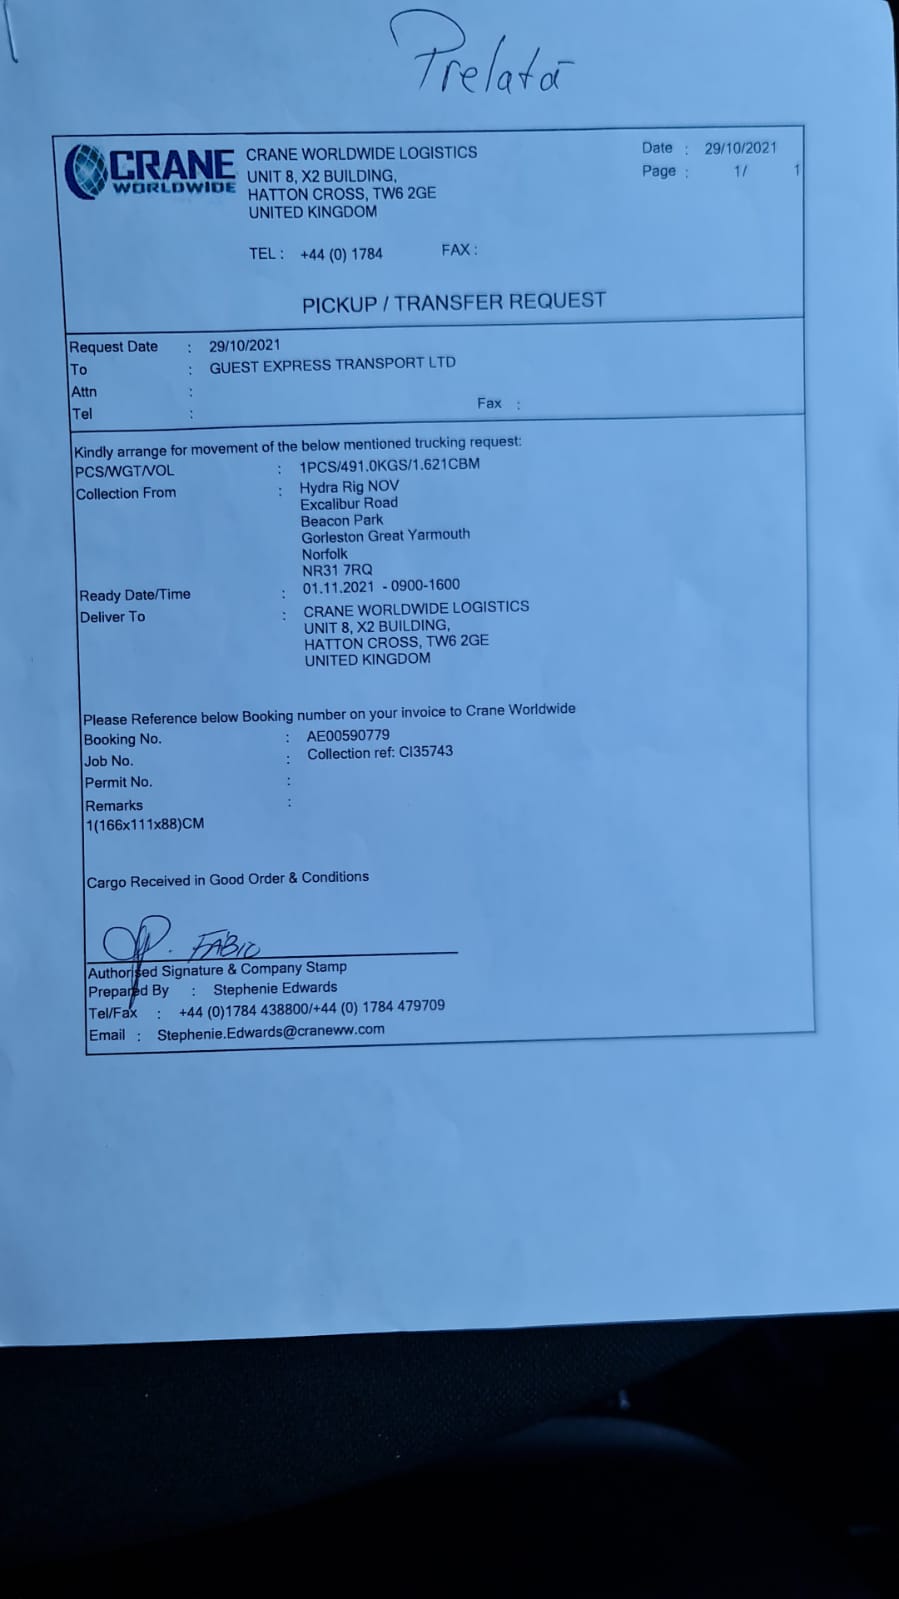 Prelată
CRANE
WORLDWIDE
CRANE WORLDWIDE LOGISTICS
UNIT 8, X2 BUILDING,
HATTON CROSS, TW6 2GE
UNITED KINGDOM
Date : 29/10/2021
Page : 1/ 1
TEL : +44 (0) 1784 FAX :
PICKUP / TRANSFER REQUEST
Request Date : 29/10/2021
To : GUEST EXPRESS TRANSPORT LTD
Attn :
Tel : Fax :
Kindly arrange for movement of the below mentioned trucking request:
PCS/WGT/VOL : 1PCS/491.0KGS/1.621CBM
Collection From : Hydra Rig NOV
Excalibur Road
Beacon Park
Gorleston Great Yarmouth
Norfolk
NR31 7RQ
Ready Date/Time : 01.11.2021 - 0900-1600
Deliver To : CRANE WORLDWIDE LOGISTICS
UNIT 8, X2 BUILDING,
HATTON CROSS, TW6 2GE
UNITED KINGDOM
Please Reference below Booking number on your invoice to Crane Worldwide
Booking No. : AE00590779
Job No. : Collection ref: CI35743
Permit No. :
Remarks :
1(166x111x88)CM
Cargo Received in Good Order & Conditions
FÁBIO
Authorised Signature & Company Stamp
Prepared By : Stephenie Edwards
Tel/Fax : +44 (0)1784 438800/+44 (0) 1784 479709
Email : Stephenie.Edwards@craneww.com